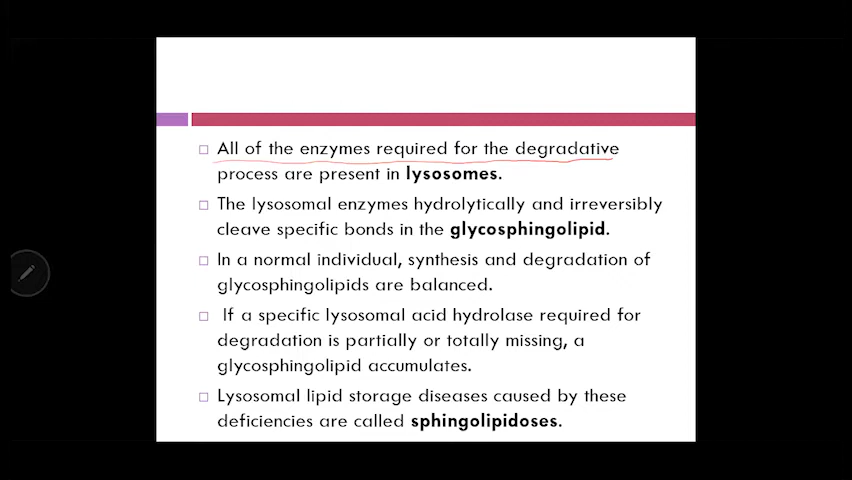 All of the enzymes required for the degradative
process are present in lysosomes.
The lysosomal enzymes hydrolytically and irreversibly
cleave specific bonds in the glycosphingolipid.
In a normal individual, synthesis and degradation of
glycosphingolipids are balanced.
If a specific lysosomal acid hydrolase required for
degradation is partially or totally missing, a
glycosphingolipid accumulates.
Lysosomal lipid storage diseases caused by these
deficiencies are called sphingolipidoses.